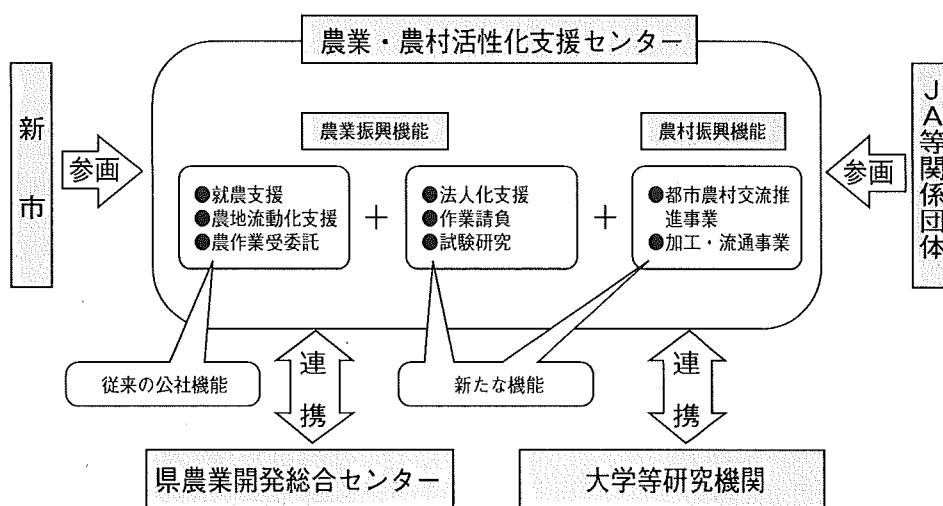 農業・農村活性化支援センター
新市
参画
農業振興機能
農村振興機能
参画
JA等関係団体
●就農支援
●農地流動化支援
●農作業受委託
＋
●法人化支援
●作業請負
●試験研究
＋
●都市農村交流推
進事業
●加工・流通事業
従来の公社機能
連携
新たな機能
連携
県農業開発総合センター
大学等研究機関